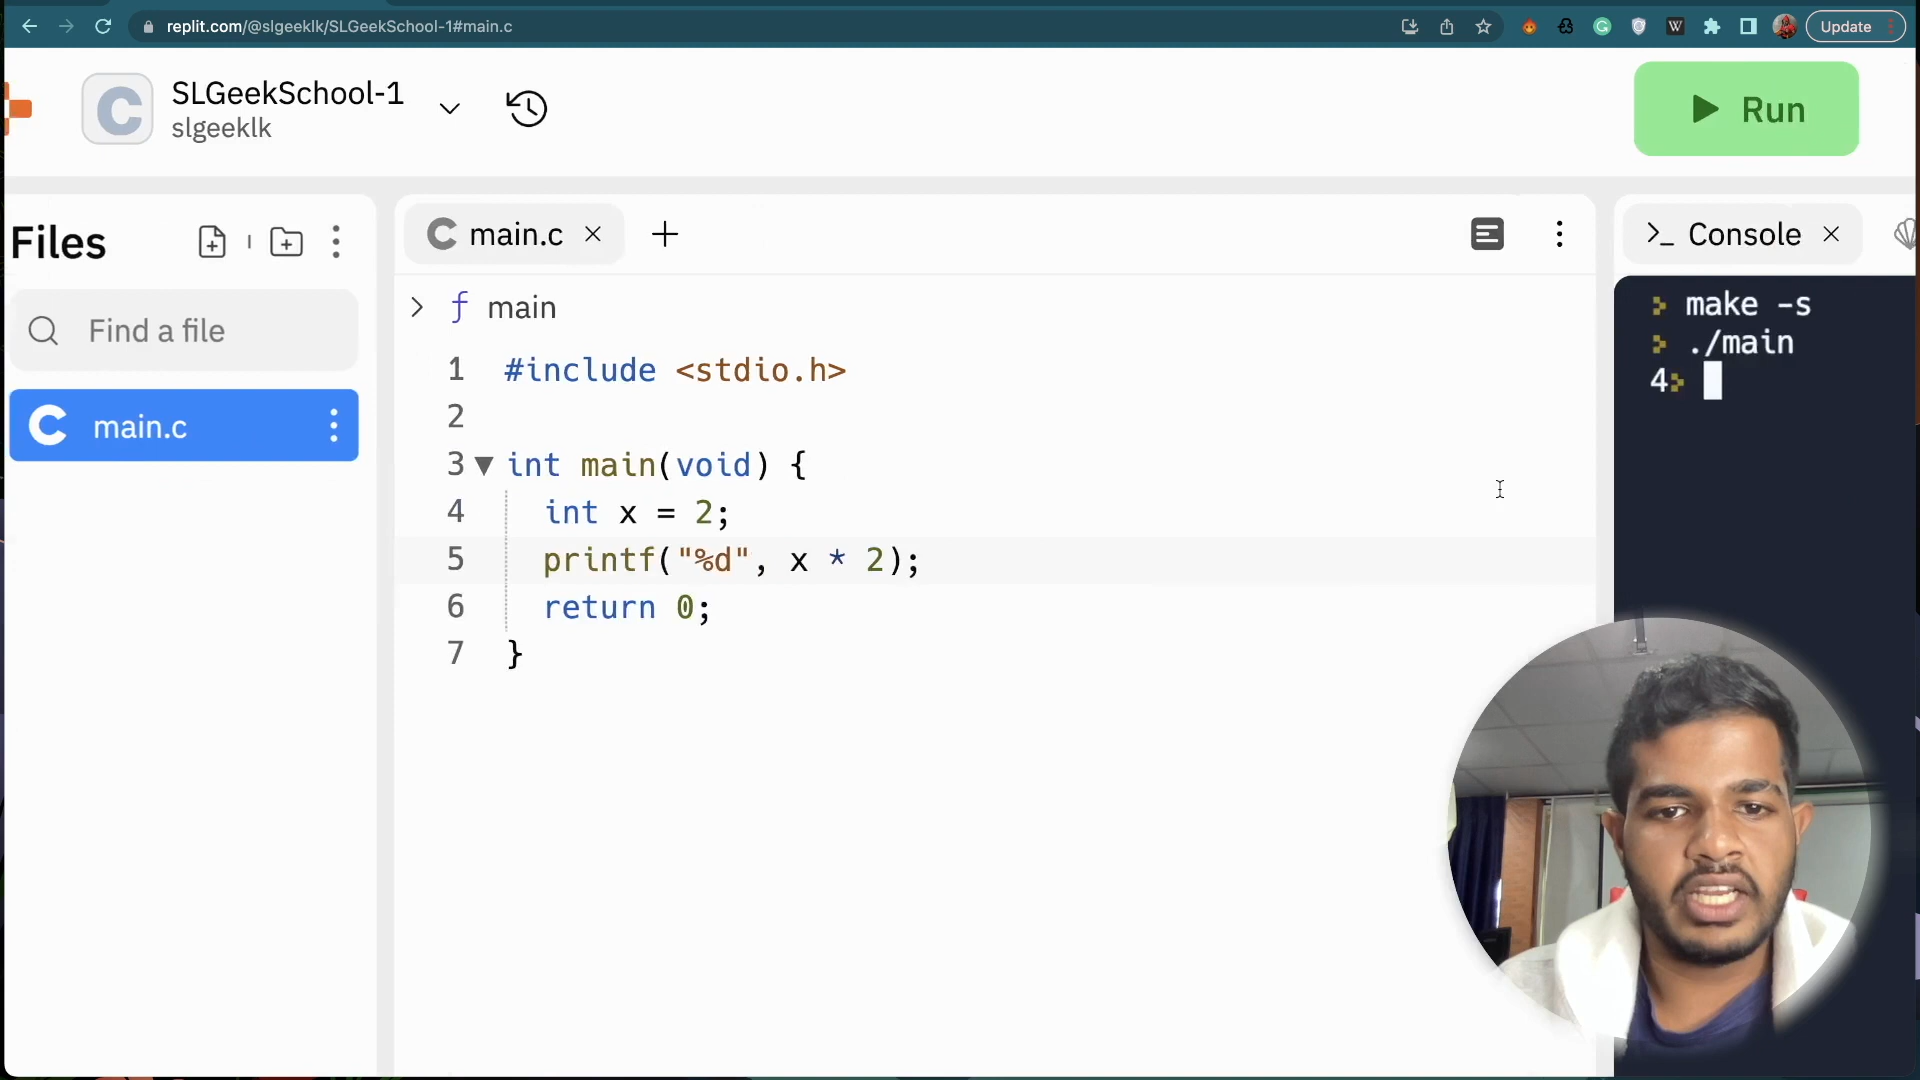 replit.com/@slgeeklk/SLGeekSchool-1#main.c
Update
SLGeekSchool-1
slgeeklk
Run
Files
main.c
Console
Find a file
main
main.c
1 #include <stdio.h>
2
3 int main(void) {
4 int x = 2;
5 printf("%d", x * 2);
6 return 0;
7 }
make -s
./main
4